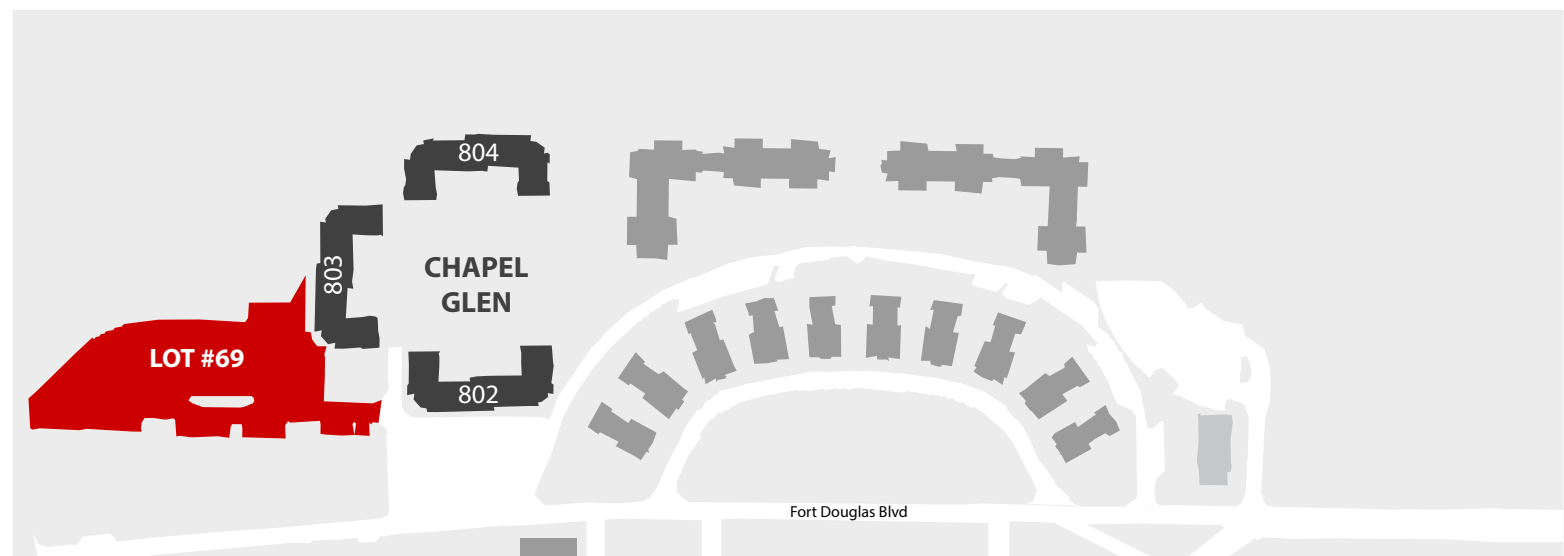 804
803
CHAPEL
GLEN
LOT #69
802
Fort Douglas Blvd